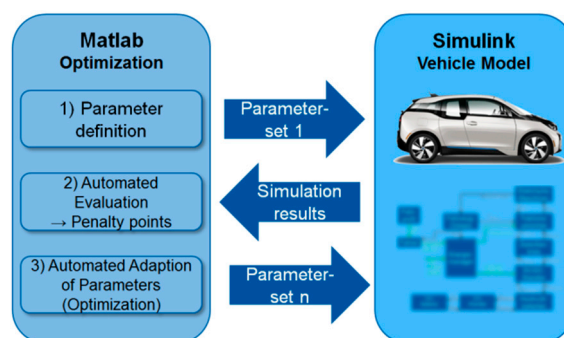 Matlab
Optimization
1) Parameter
definition
2) Automated
Evaluation
→ Penalty points
3) Automated Adaption
of Parameters
(Optimization)
Parameter-
set 1
Simulation
results
Parameter-
set n
Simulink
Vehicle Model